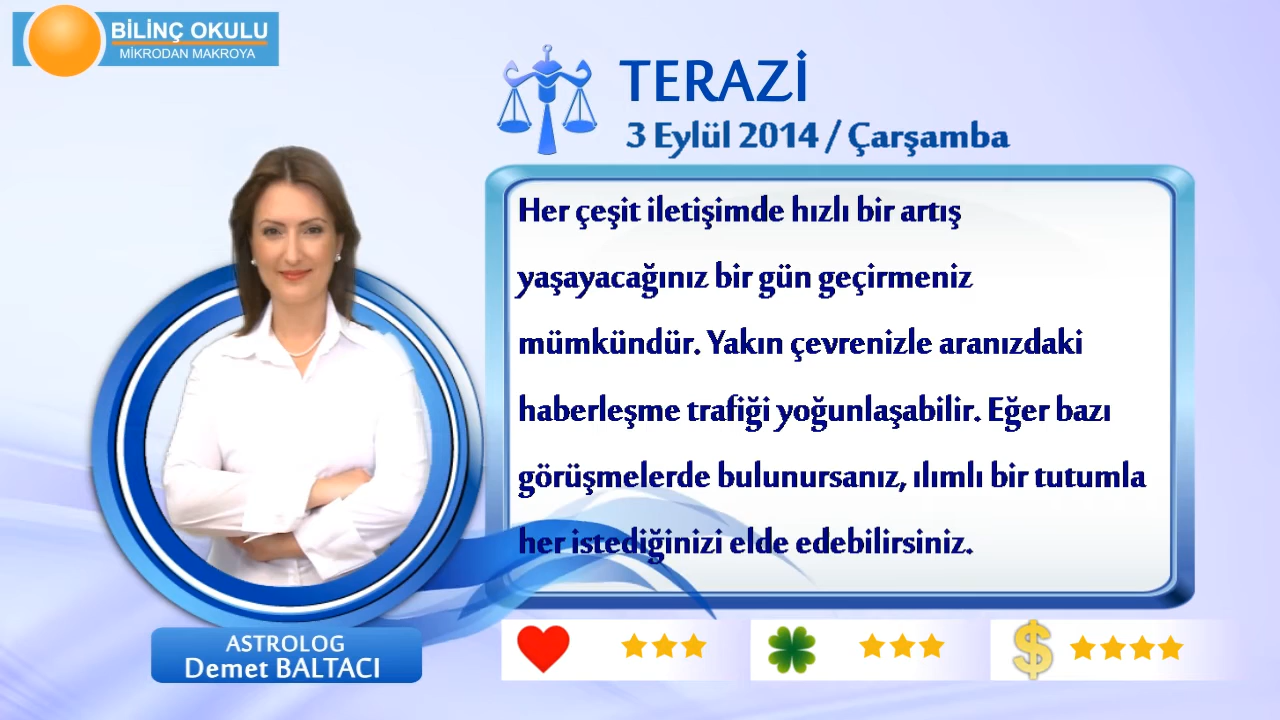 BİLİNÇ OKULU
MİKRODAN MAKROYA
TERAZİ
3 Eylül 2014 / Çarşamba
Her çeşit iletişimde hızlı bir artış
yaşayacağınız bir gün geçirmeniz
mümkündür. Yakın çevrenizle aranızdaki
haberleşme trafiği yoğunlaşabilir. Eğer bazı
görüşmelerde bulunursanız, ılımlı bir tutumla
her istediğinizi elde edebilirsiniz.
ASTROLOG
Demet BALTACI